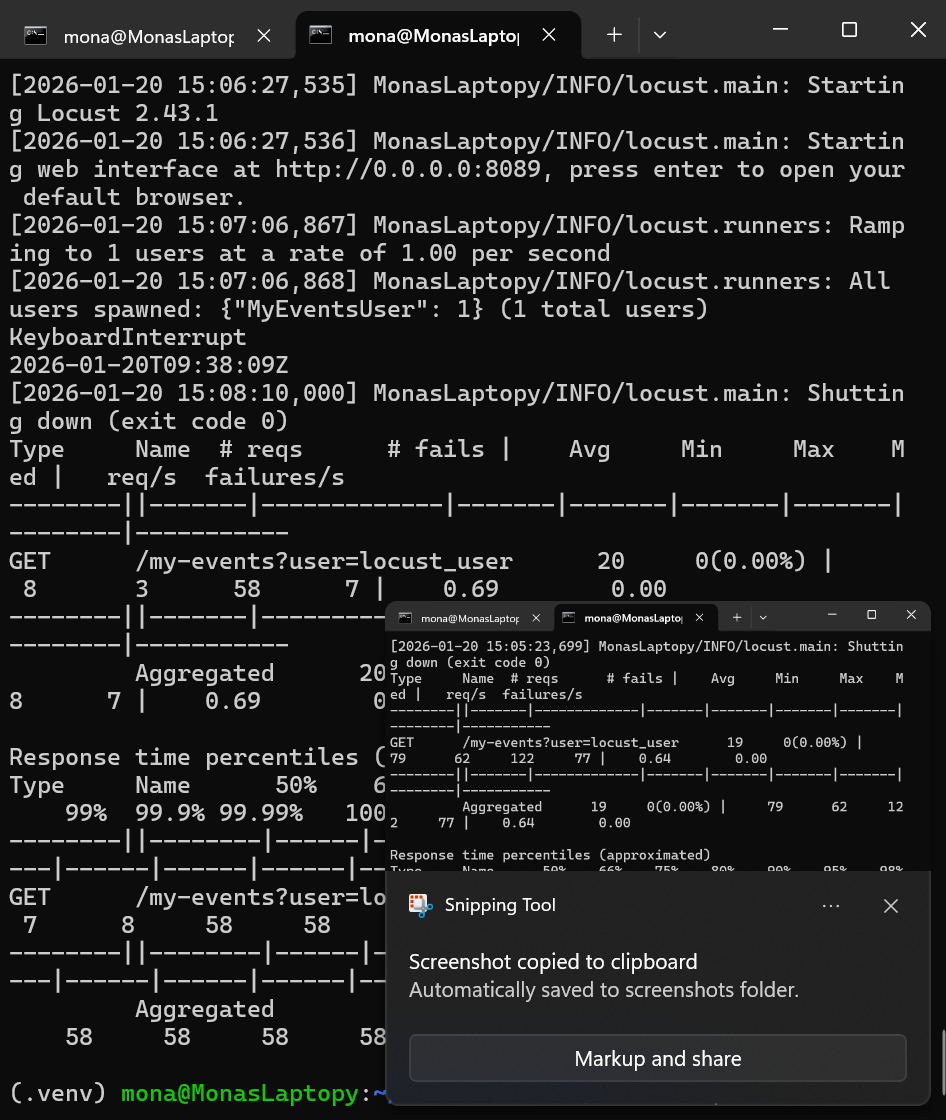 mona@MonasLaptop
mona@MonasLaptop
[2026-01-20 15:06:27,535] MonasLaptopy/INFO/locust.main: Startin
g Locust 2.43.1
[2026-01-20 15:06:27,536] MonasLaptopy/INFO/locust.main: Startin
g web interface at http://0.0.0.0:8089, press enter to open your
 default browser.
[2026-01-20 15:07:06,867] MonasLaptopy/INFO/locust.runners: Ramp
ing to 1 users at a rate of 1.00 per second
[2026-01-20 15:07:06,868] MonasLaptopy/INFO/locust.runners: All
users spawned: {"MyEventsUser": 1} (1 total users)
KeyboardInterrupt
2026-01-20T09:38:09Z
[2026-01-20 15:08:10,000] MonasLaptopy/INFO/locust.main: Shuttin
g down (exit code 0)
Type     Name  # reqs      # fails |    Avg     Min     Max    M
ed |   req/s  failures/s
--------||-------|-------------|-------|-------|-------|-------|
--------|-----------
GET      /my-events?user=locust_user      20     0(0.00%) |
 8       3      58      7 |    0.69        0.00
--------||-------|
--------|-----------
         Aggregated      20
8      7 |    0.69        0
Response time percentiles (
Type     Name      50%    6
    99%  99.9% 99.99%   100
--------||--------|--------|-
---|------|------|------|--
GET      /my-events?user=lo
 7      8     58     58
--------||--------|--------|-
---|------|------|------|--
         Aggregated
    58     58     58     58
(.venv) mona@MonasLaptopy:~
mona@MonasLaptop
mona@MonasLaptop
[2026-01-20 15:05:23,699] MonasLaptopy/INFO/locust.main: Shuttin
g down (exit code 0)
Type     Name  # reqs      # fails |    Avg     Min     Max    M
ed |   req/s  failures/s
--------||-------|-------------|-------|-------|-------|-------|
--------|-----------
GET      /my-events?user=locust_user      19     0(0.00%) |
79      62     122     77 |    0.64        0.00
--------||-------|-------------|-------|-------|-------|-------|
--------|-----------
         Aggregated      19     0(0.00%) |     79      62     12
2     77 |    0.64        0.00
Response time percentiles (approximated)
Type     Name      50%    66%    75%    80%    90%    95%    98%
Snipping Tool
Screenshot copied to clipboard
Automatically saved to screenshots folder.
Markup and share